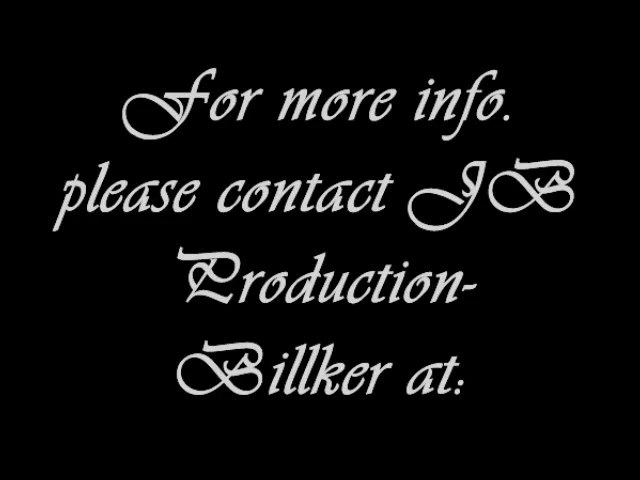 For more info.
please contact JB
Production-
Billker at: